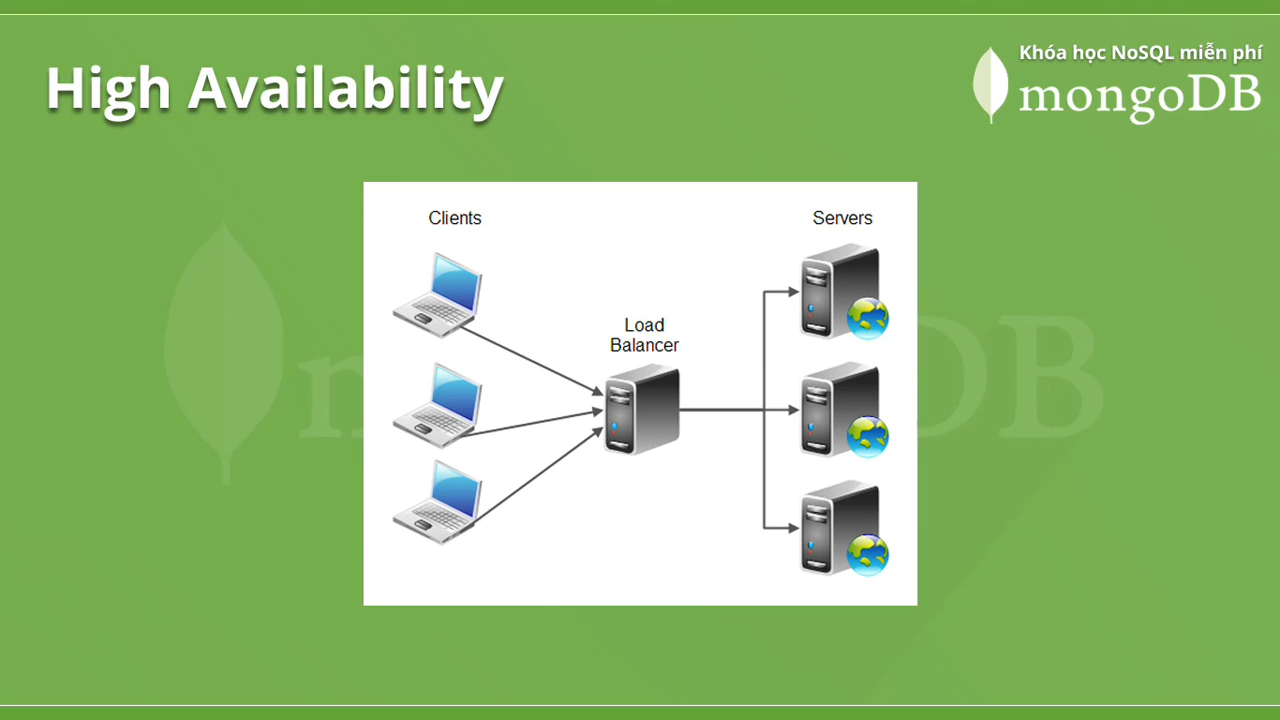 High Availability
Khóa học NoSQL miễn phí
mongoDB
Clients
Servers
Load
Balancer